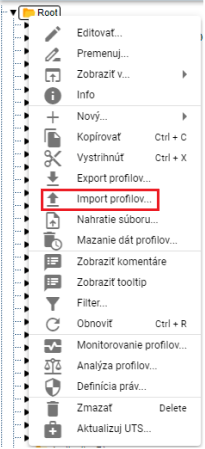 Root
Editovať...
Premenuj...
Zobraziť v...
Info
Nový...
Kopírovať Ctrl + C
Vystrihnúť Ctrl + X
Export profilov...
Import profilov...
Nahratie súboru...
Mazanie dát profilov...
Zobraziť komentáre
Zobraziť tooltip
Filter...
Obnoviť Ctrl + R
Monitorovanie profilov...
Analýza profilov...
Definícia práv...
Zmazať Delete
Aktualizuj UTS...